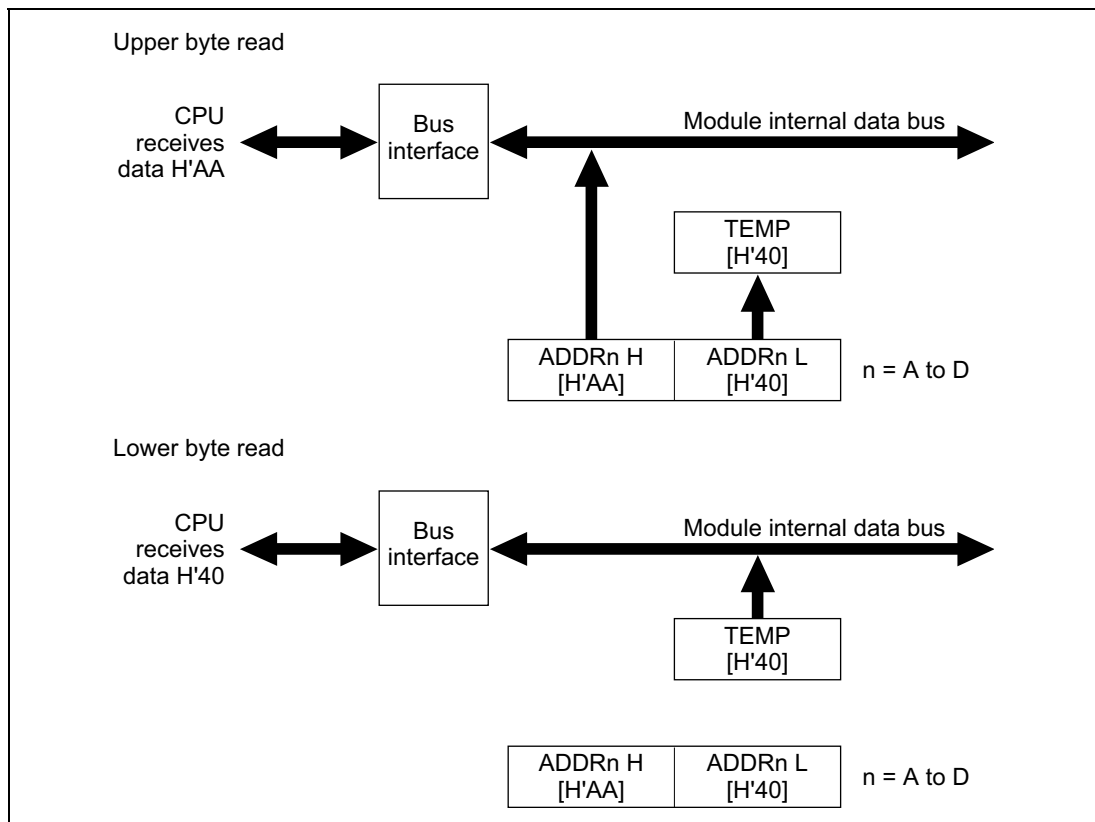 Upper byte read
CPU
receives
data H'AA
Bus
interface
Module internal data bus
TEMP
[H'40]
ADDRn H
[H'AA]
ADDRn L
[H'40]
n = A to D
Lower byte read
CPU
receives
data H'40
Bus
interface
Module internal data bus
TEMP
[H'40]
ADDRn H
[H'AA]
ADDRn L
[H'40]
n = A to D